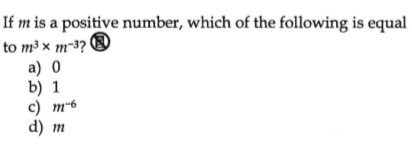 If m is a positive number, which of the following is equal
to m³ × m⁻³?
a) 0
b) 1
c) m⁻⁶
d) m